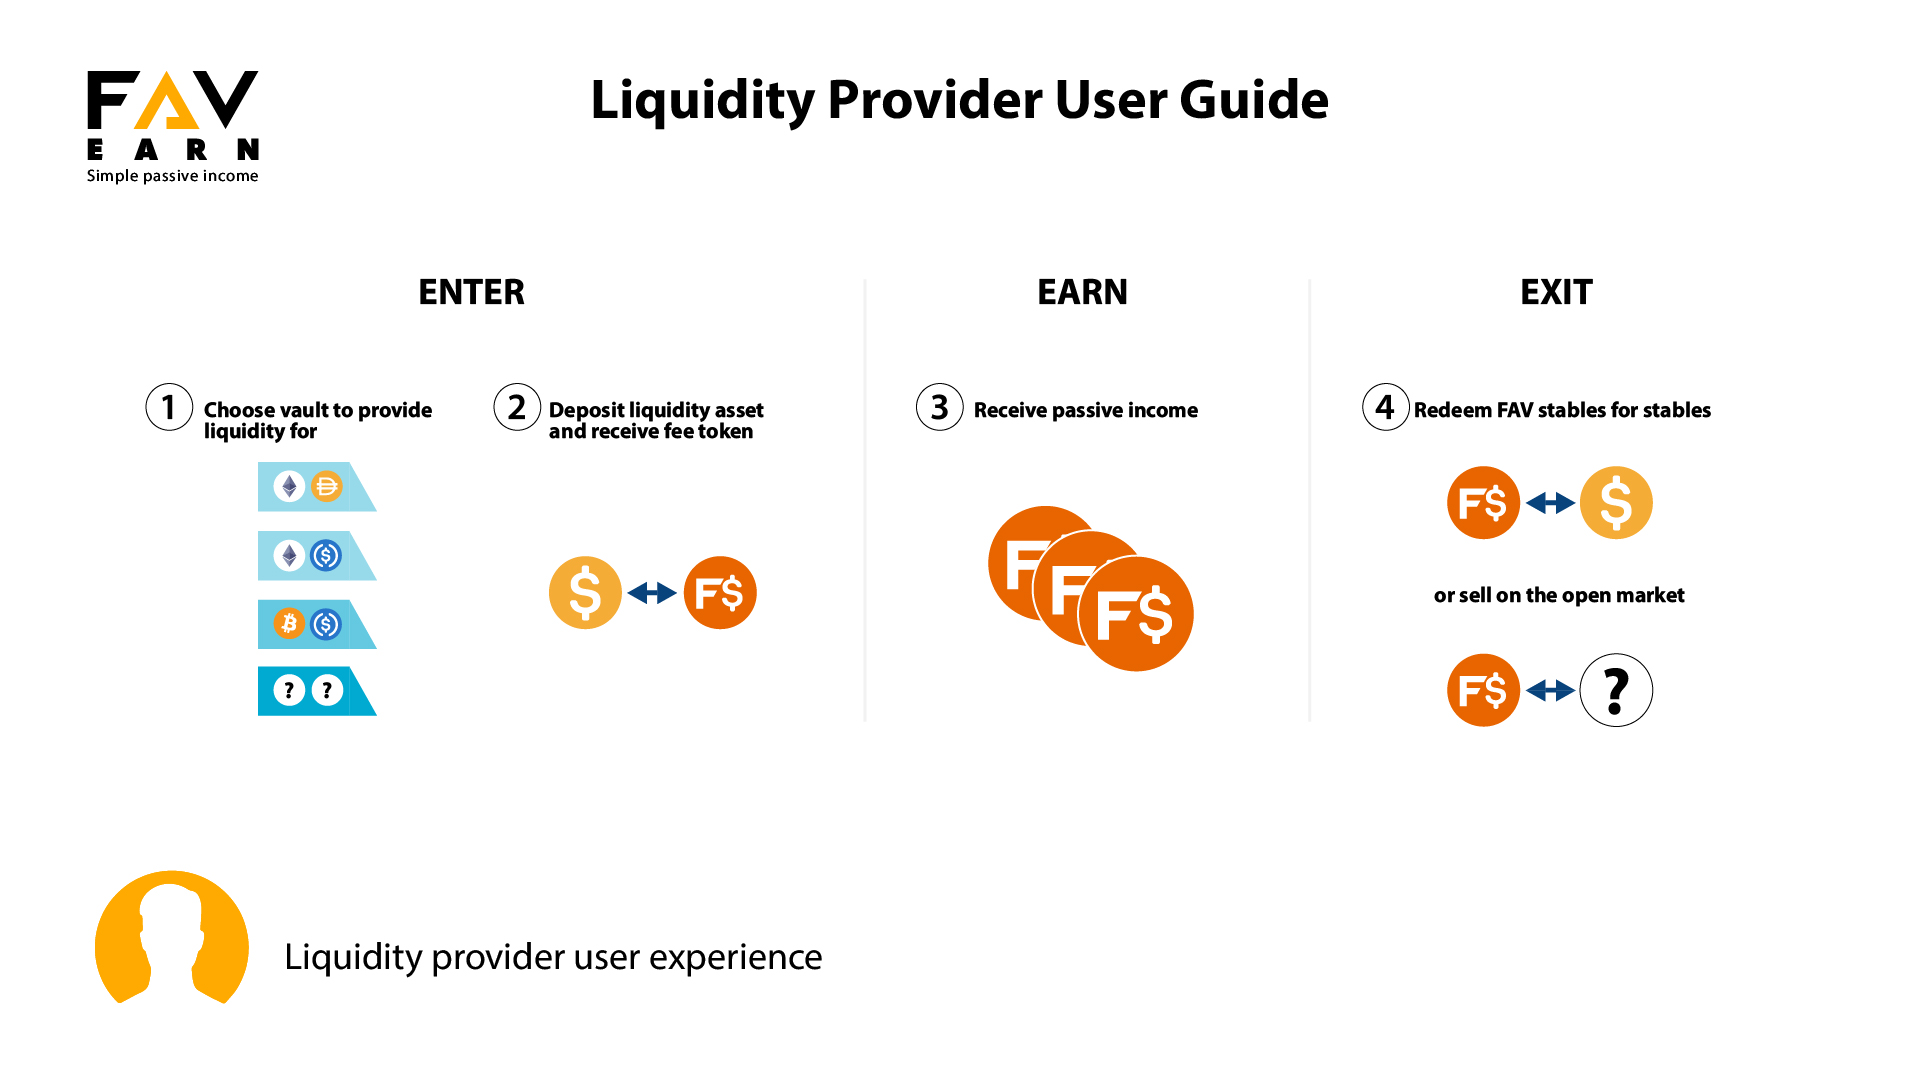 FAV
EARN
Simple passive income
Liquidity Provider User Guide
ENTER
1
Choose vault to provide
liquidity for
? ?
2
Deposit liquidity asset
and receive fee token
$ F$
EARN
3
Receive passive income
F F F$
EXIT
4
Redeem FAV stables for stables
F$ $
or sell on the open market
F$ ?
Liquidity provider user experience